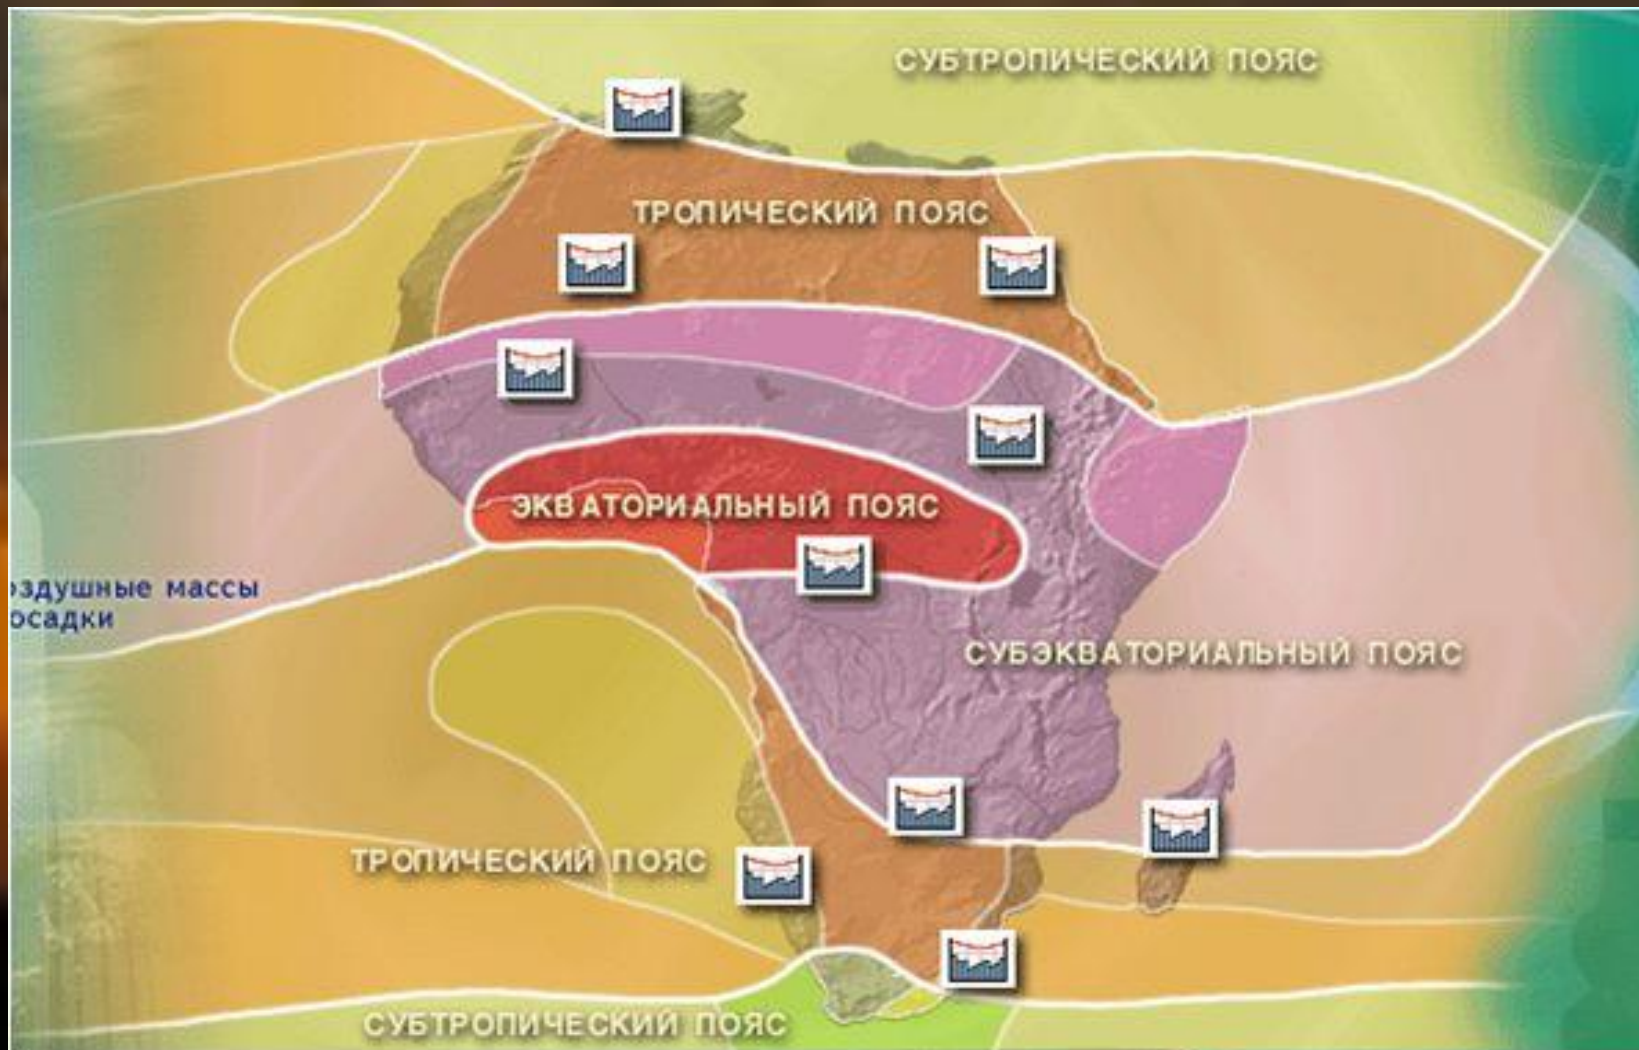 СУБТРОПИЧЕСКИЙ ПОЯС
ТРОПИЧЕСКИЙ ПОЯС
ЭКВАТОРИАЛЬНЫЙ ПОЯС
оздушные массы
осадки
СУБЭКВАТОРИАЛЬНЫЙ ПОЯС
ТРОПИЧЕСКИЙ ПОЯС
СУБТРОПИЧЕСКИЙ ПОЯС